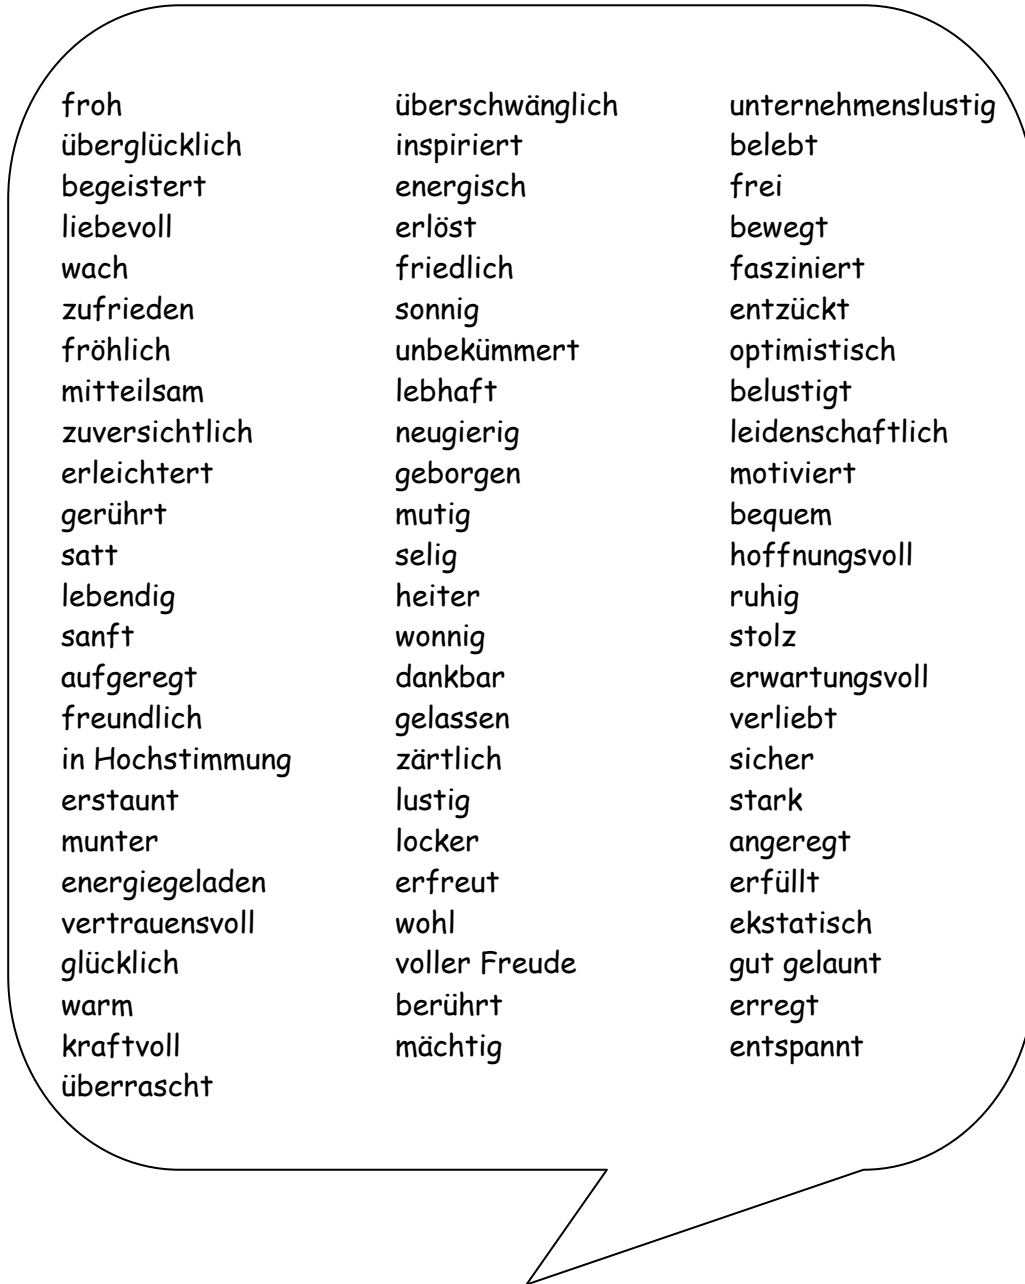 froh überschwänglich unternehmenslustig
überglücklich inspiriert belebt
begeistert energisch frei
liebevoll erlöst bewegt
wach friedlich fasziniert
zufrieden sonnig entzückt
fröhlich unbekümmert optimistisch
mitteilsam lebhaft belustigt
zuversichtlich neugierig leidenschaftlich
erleichtert geborgen motiviert
gerührt mutig bequem
satt selig hoffnungsvoll
lebendig heiter ruhig
sanft wonnig stolz
aufgeregt dankbar erwartungsvoll
freundlich gelassen verliebt
in Hochstimmung zärtlich sicher
erstaunt lustig stark
munter locker angeregt
energiegeladen erfreut erfüllt
vertrauensvoll wohl ekstatisch
glücklich voller Freude gut gelaunt
warm berührt erregt
kraftvoll mächtig entspannt
überrascht